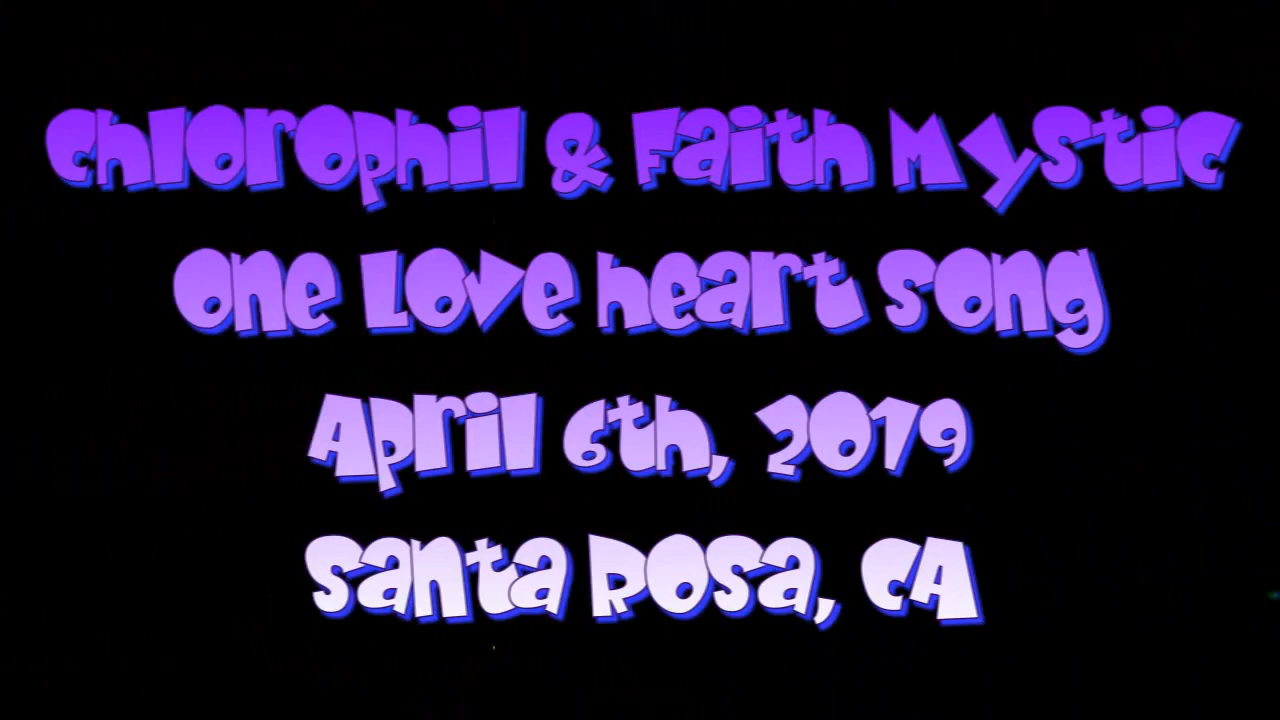 Chlorophil & Faith Mystic
One Love Heart Song
April 6th, 2019
Santa Rosa, CA